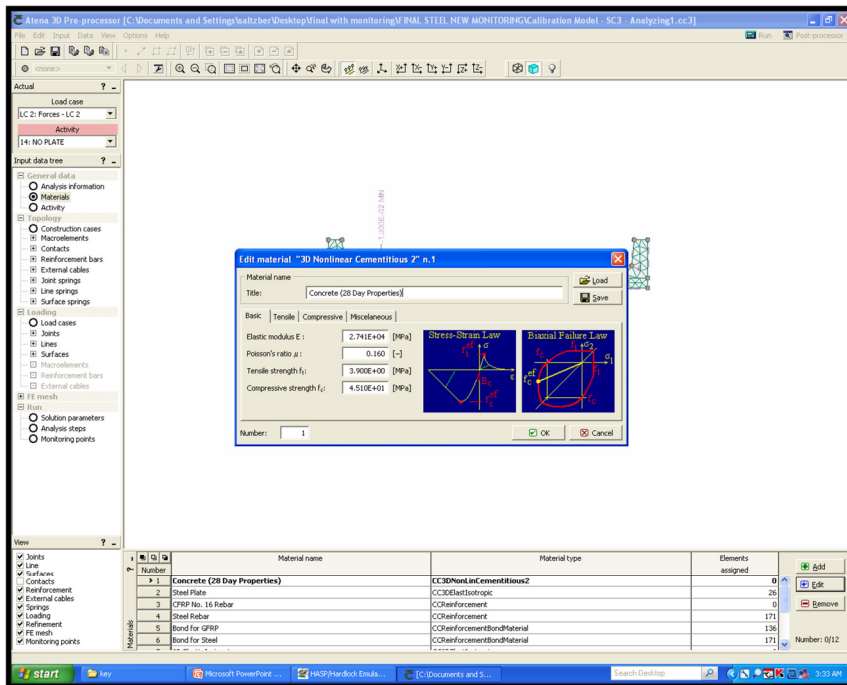 Atena 3D Pre-processor [C:\Documents and Settings\saltzber\Desktop\final with monitoring\FINAL STEEL NEW MONITORING\Calibration Model - SC3 - Analyzing1.cc3]
File Edit Input Data View Options Help
Run Post-processor
<none>
Actual ? _
Load case
LC 2: Forces - LC 2
Activity
14: NO PLATE
Input data tree ? _
General data
Analysis information
Materials
Activity
Topology
Construction cases
Macroelements
Contacts
Reinforcement bars
External cables
Joint springs
Line springs
Surface springs
Loading
Load cases
Joints
Lines
Surfaces
Macroelements
Reinforcement bars
External cables
FE mesh
Run
Solution parameters
Analysis steps
Monitoring points
Edit material "3D Nonlinear Cementitious 2" n.1
Material name
Title: Concrete (28 Day Properties)
Load
Save
Basic Tensile Compressive Miscelaneous
Elastic modulus E : 2.741E+04 [MPa]
Poisson's ratio μ : 0.160 [-]
Tensile strength ft: 3.900E+00 [MPa]
Compressive strength fc: 4.510E+01 [MPa]
Stress-Strain Law
Biaxial Failure Law
Number: 1
OK Cancel
View ? _
Joints
Line
Surfaces
Contacts
Reinforcement
External cables
Springs
Loading
Refinement
FE mesh
Monitoring points
Materials
Number Material name Material type Elements assigned
1 Concrete (28 Day Properties) CC3DNonLinCementitious2 0
2 Steel Plate CC3DElastIsotropic 26
3 CFRP No. 16 Rebar CCReinforcement 0
4 Steel Rebar CCReinforcement 171
5 Bond for GFRP CCReinforcementBondMaterial 136
6 Bond for Steel CCReinforcementBondMaterial 171
Add
Edit
Remove
Number: 0/12
start key Microsoft PowerPoint ... HASP/Hardlock Emula... [C:\Documents and S... Search Desktop 3:33 AM